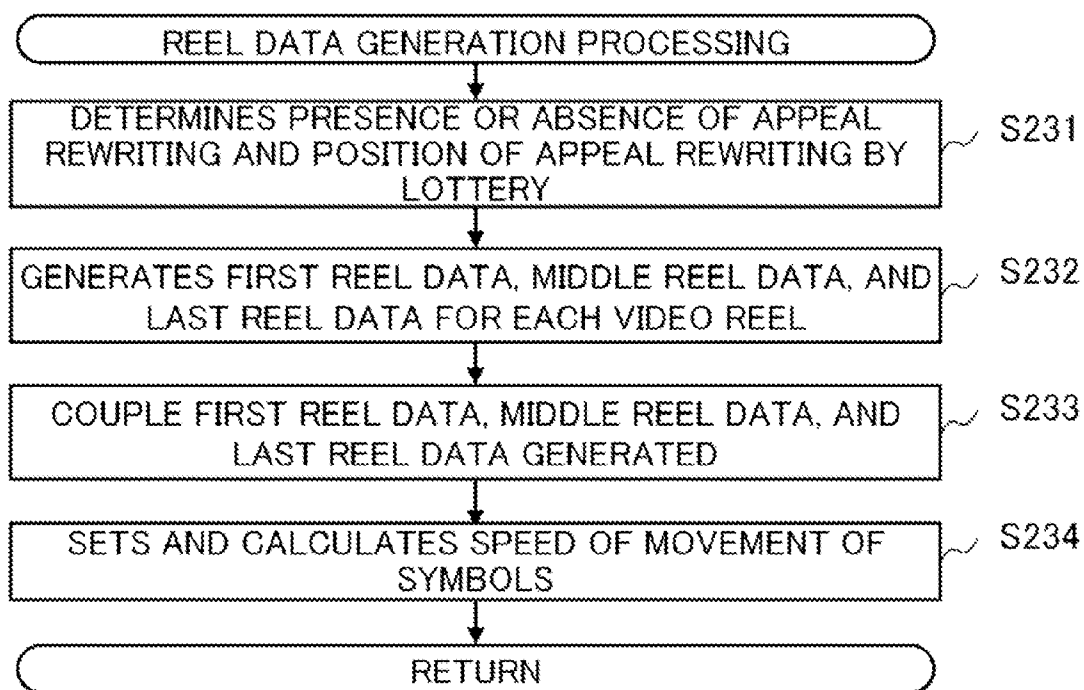 REEL DATA GENERATION PROCESSING
DETERMINES PRESENCE OR ABSENCE OF APPEAL
REWRITING AND POSITION OF APPEAL REWRITING BY
LOTTERY
S231
GENERATES FIRST REEL DATA, MIDDLE REEL DATA, AND
LAST REEL DATA FOR EACH VIDEO REEL
S232
COUPLE FIRST REEL DATA, MIDDLE REEL DATA, AND
LAST REEL DATA GENERATED
S233
SETS AND CALCULATES SPEED OF MOVEMENT OF
SYMBOLS
S234
RETURN